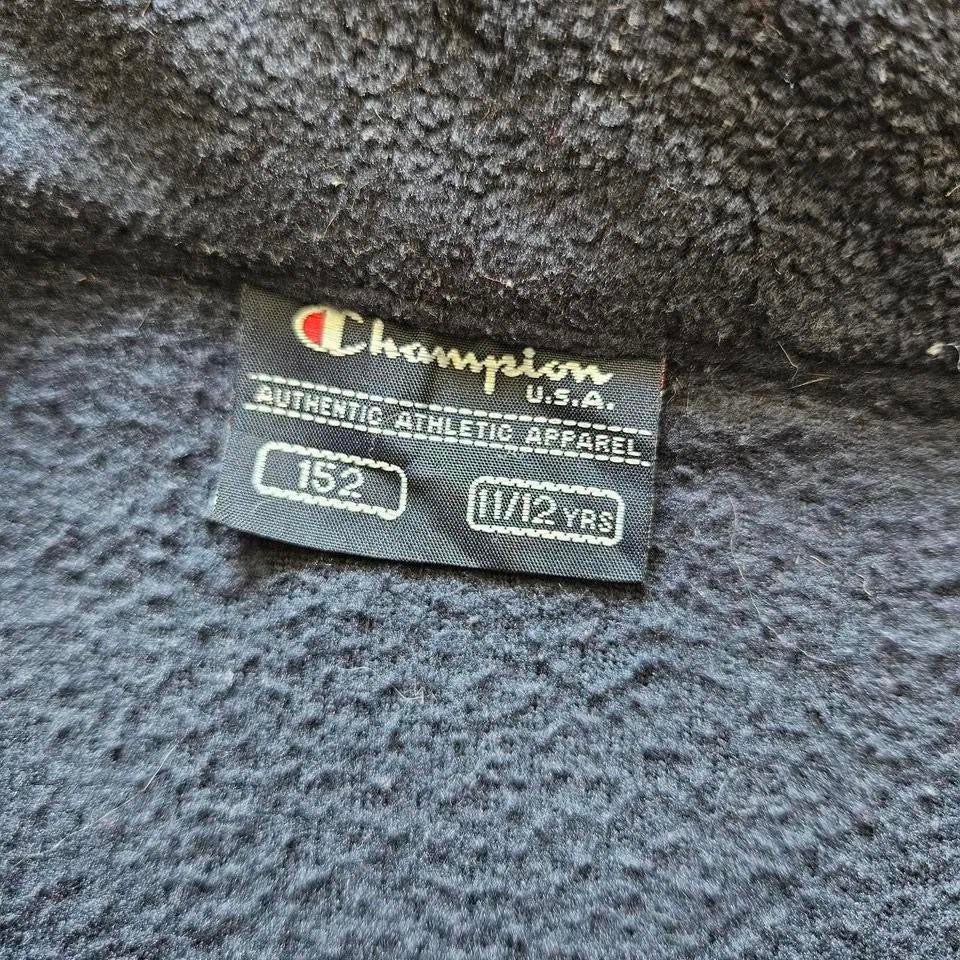 Champion
U.S.A.
AUTHENTIC ATHLETIC APPAREL
152
11/12 YRS